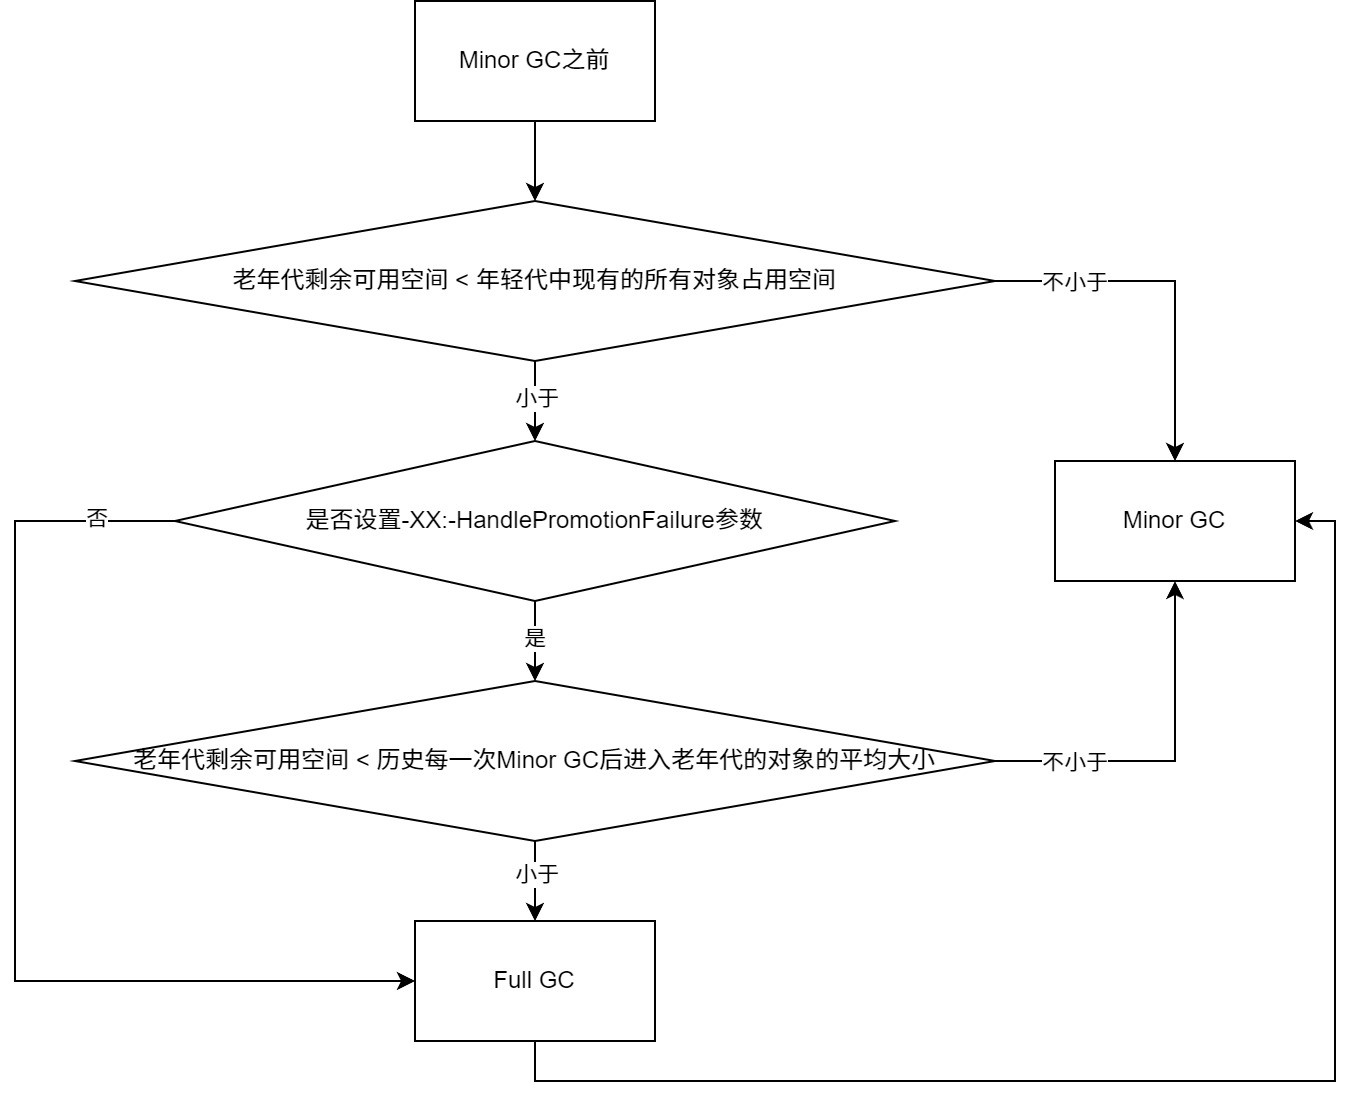 Minor GC之前
老年代剩余可用空间 < 年轻代中现有的所有对象占用空间
不小于
小于
否
是否设置-XX:-HandlePromotionFailure参数
Minor GC
是
老年代剩余可用空间 < 历史每一次Minor GC后进入老年代的对象的平均大小
不小于
小于
Full GC